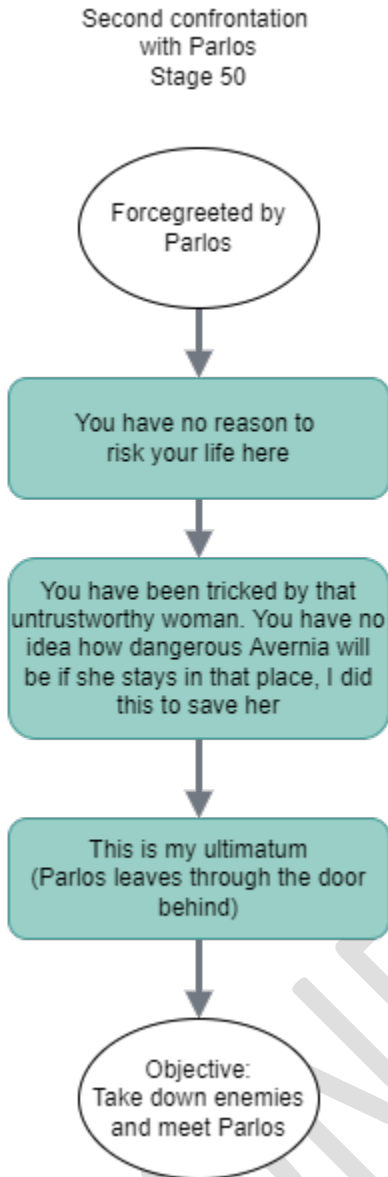 Second confrontation
with Parlos
Stage 50
Forcegreeted by
Parlos
You have no reason to
risk your life here
You have been tricked by that
untrustworthy woman. You have no
idea how dangerous Avernia will
be if she stays in that place, I did
this to save her
This is my ultimatum
(Parlos leaves through the door
behind)
Objective:
Take down enemies
and meet Parlos